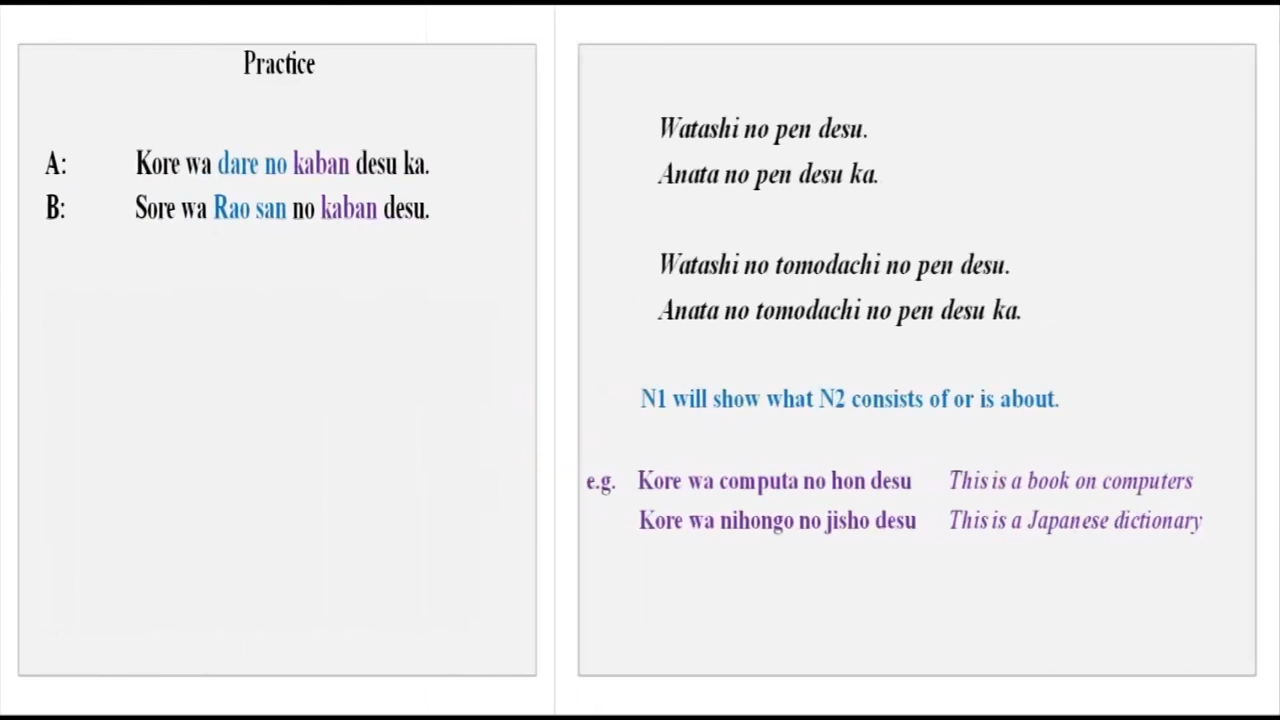 Practice
A: Kore wa dare no kaban desu ka.
B: Sore wa Rao san no kaban desu.
Watashi no pen desu.
Anata no pen desu ka.
Watashi no tomodachi no pen desu.
Anata no tomodachi no pen desu ka.
N1 will show what N2 consists of or is about.
e.g. Kore wa computa no hon desu This is a book on computers
Kore wa nihongo no jisho desu This is a Japanese dictionary